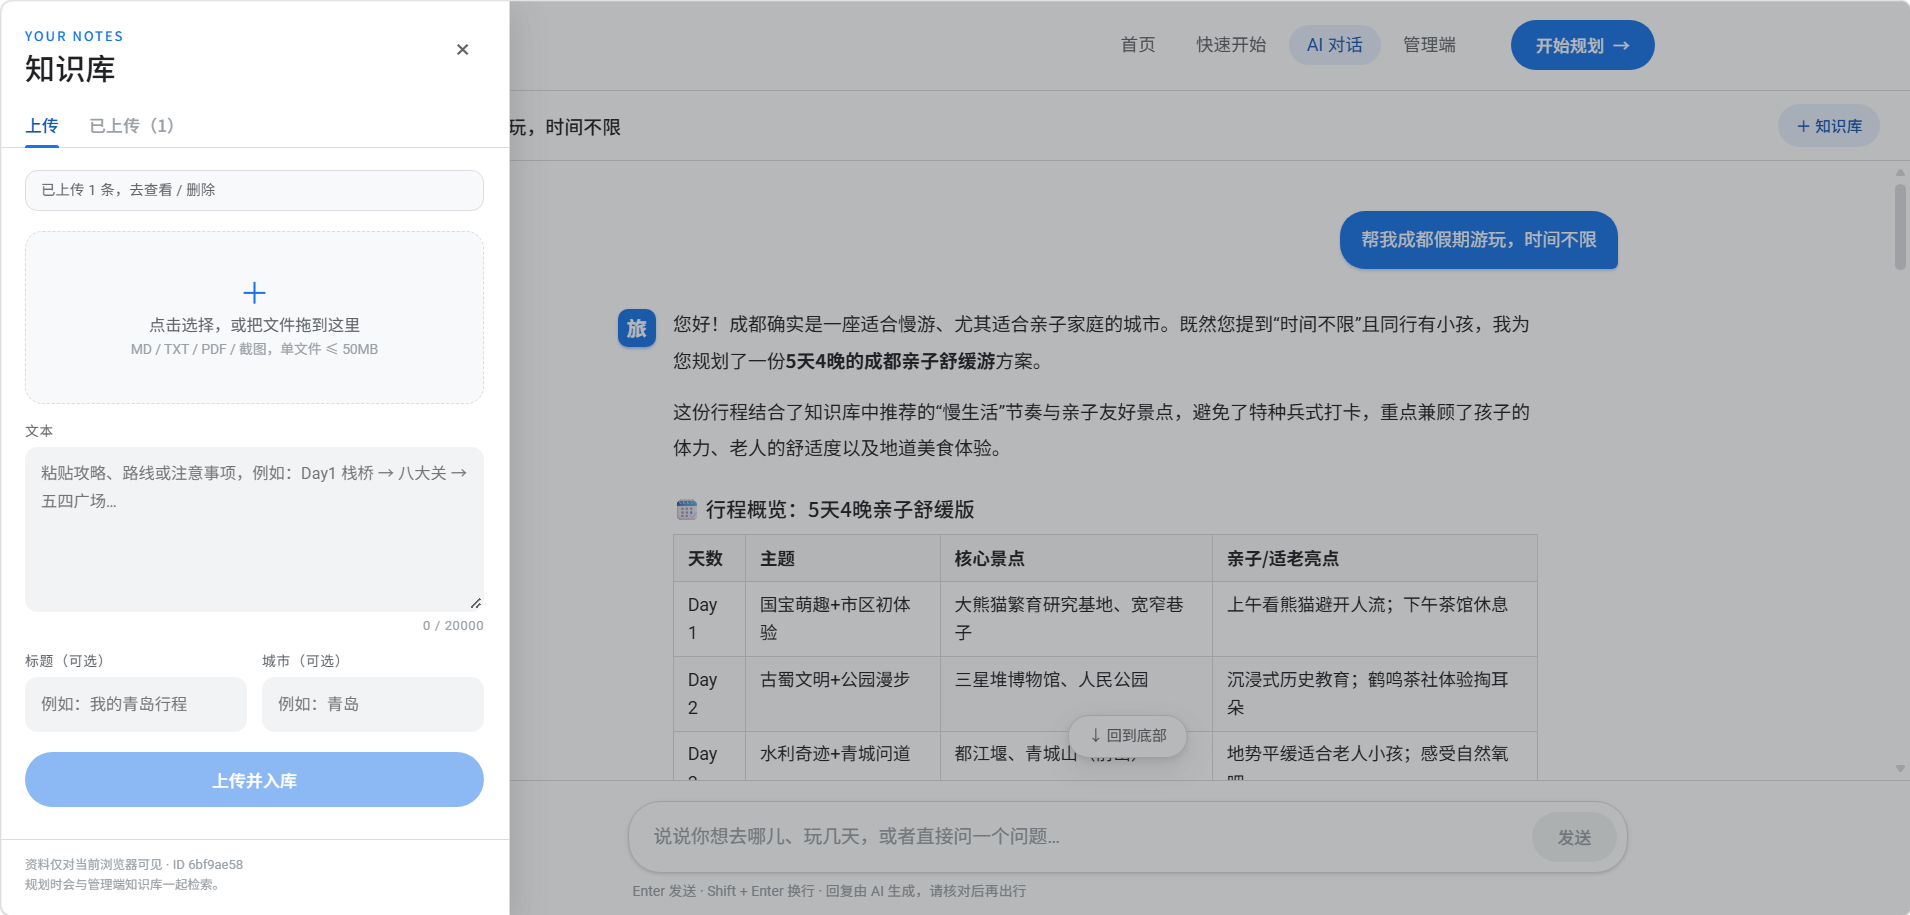 YOUR NOTES
知识库
上传
已上传（1）
已上传 1 条，去查看 / 删除
点击选择，或把文件拖到这里
MD / TXT / PDF / 截图，单文件 ≤ 50MB
文本
粘贴攻略、路线或注意事项，例如：Day1 栈桥 → 八大关 →
五四广场...
0 / 20000
标题（可选）
城市（可选）
例如：我的青岛行程
例如：青岛
上传并入库
资料仅对当前浏览器可见 · ID 6bf9ae58
规划时会与管理端知识库一起检索。
首页
快速开始
AI 对话
管理端
开始规划 →
玩，时间不限
+ 知识库
帮我成都假期游玩，时间不限
旅
您好！成都确实是一座适合慢游、尤其适合亲子家庭的城市。既然您提到“时间不限”且同行有小孩，我为
您规划了一份5天4晚的成都亲子舒缓游方案。
这份行程结合了知识库中推荐的“慢生活”节奏与亲子友好景点，避免了特种兵式打卡，重点兼顾了孩子的
体力、老人的舒适度以及地道美食体验。
行程概览：5天4晚亲子舒缓版
天数
主题
核心景点
亲子/适老亮点
Day
1
国宝萌趣+市区初体
验
大熊猫繁育研究基地、宽窄巷
子
上午看熊猫避开人流；下午茶馆休息
Day
2
古蜀文明+公园漫步
三星堆博物馆、人民公园
沉浸式历史教育；鹤鸣茶社体验掏耳
朵
Day
水利奇迹+青城问道
都江堰、青城山
地势平缓适合老人小孩；感受自然氧
↓ 回到底部
说说你想去哪儿、玩几天，或者直接问一个问题...
发送
Enter 发送 · Shift + Enter 换行 · 回复由 AI 生成，请核对后再出行